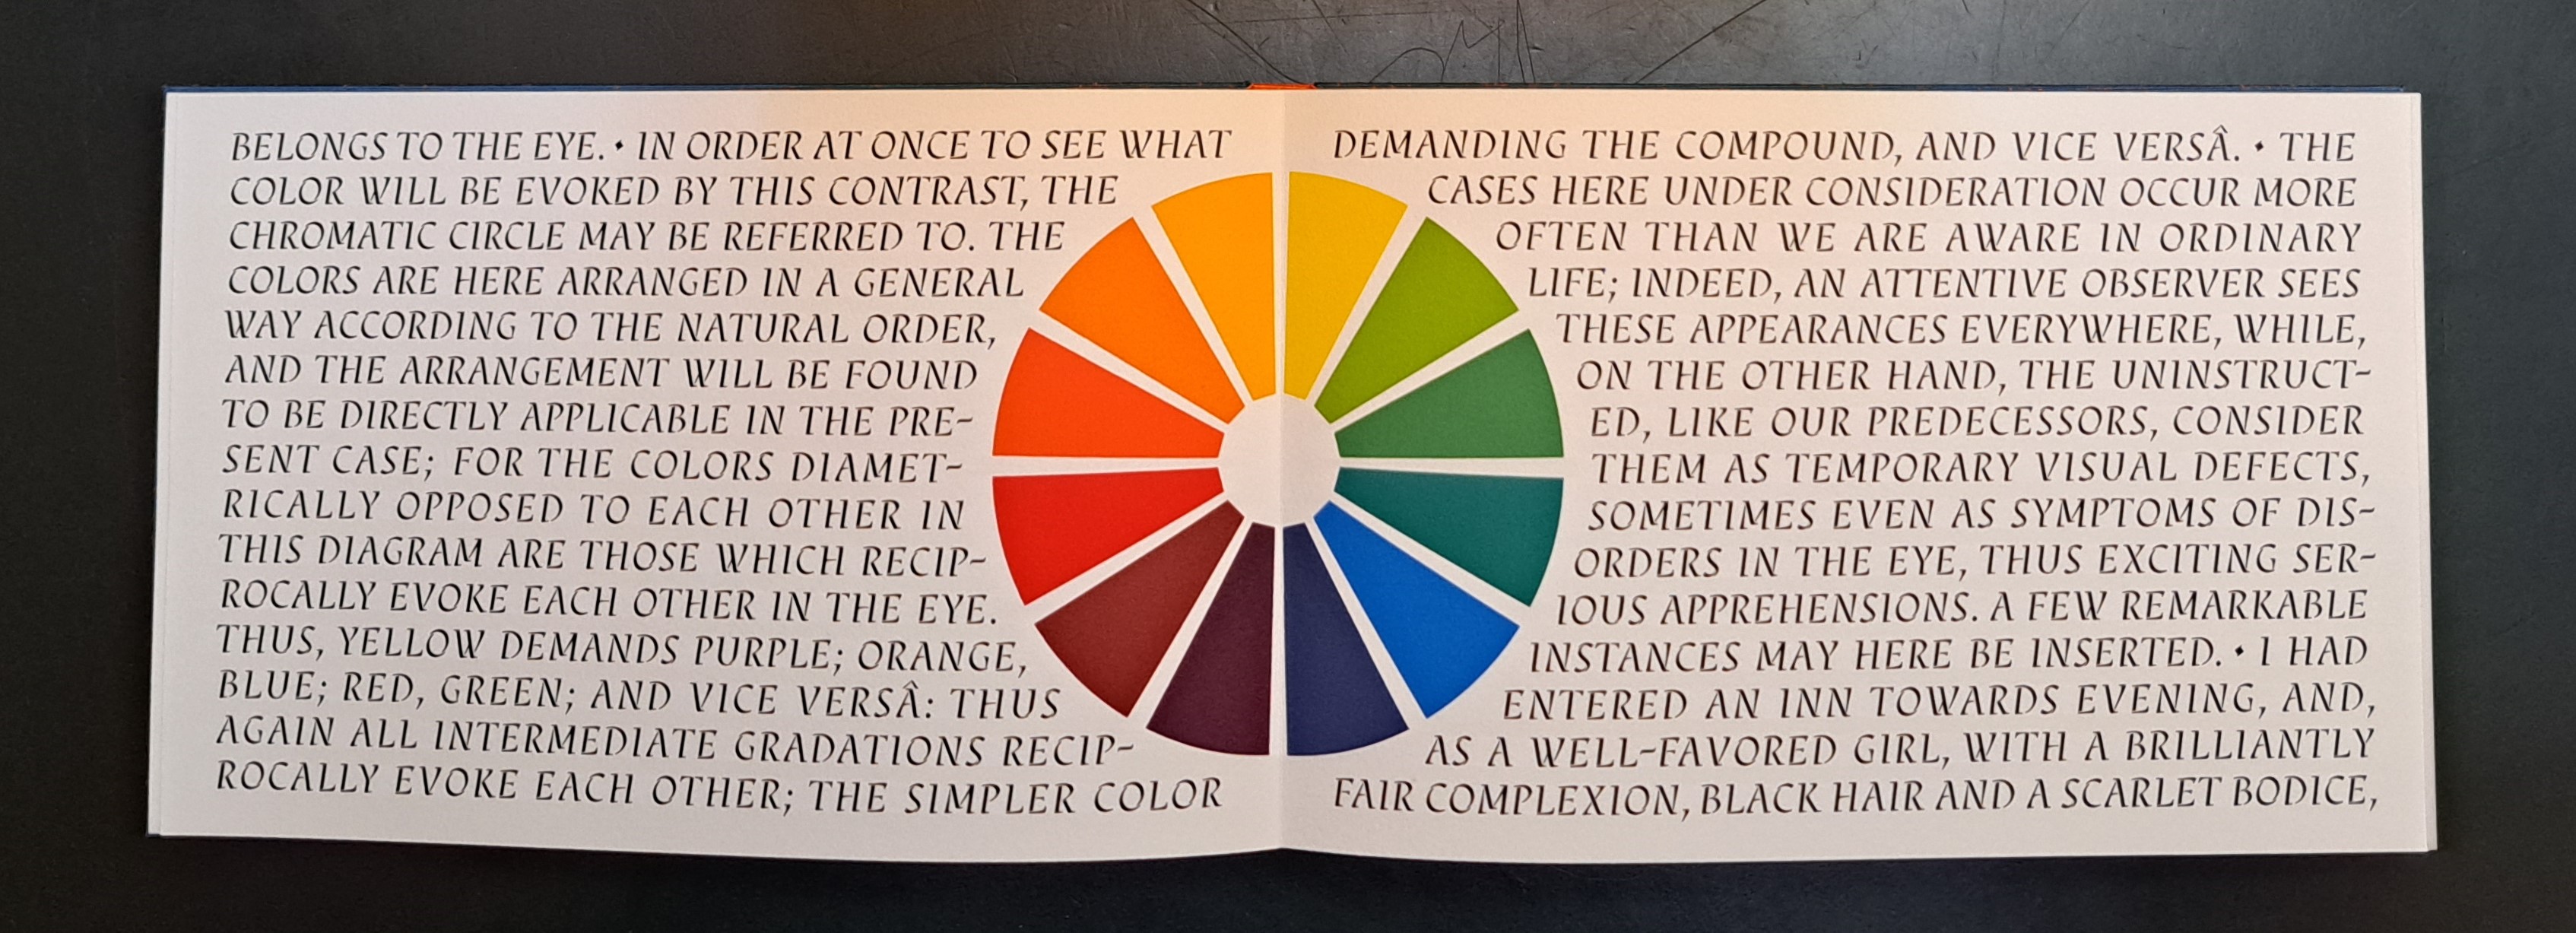 BELONGS TO THE EYE. • IN ORDER AT ONCE TO SEE WHAT
COLOR WILL BE EVOKED BY THIS CONTRAST, THE
CHROMATIC CIRCLE MAY BE REFERRED TO. THE
COLORS ARE HERE ARRANGED IN A GENERAL
WAY ACCORDING TO THE NATURAL ORDER,
AND THE ARRANGEMENT WILL BE FOUND
TO BE DIRECTLY APPLICABLE IN THE PRE-
SENT CASE; FOR THE COLORS DIAMET-
RICALLY OPPOSED TO EACH OTHER IN
THIS DIAGRAM ARE THOSE WHICH RECIP-
ROCALLY EVOKE EACH OTHER IN THE EYE.
THUS, YELLOW DEMANDS PURPLE; ORANGE,
BLUE; RED, GREEN; AND VICE VERSÂ: THUS
AGAIN ALL INTERMEDIATE GRADATIONS RECIP-
ROCALLY EVOKE EACH OTHER; THE SIMPLER COLOR
DEMANDING THE COMPOUND, AND VICE VERSÂ. • THE
CASES HERE UNDER CONSIDERATION OCCUR MORE
OFTEN THAN WE ARE AWARE IN ORDINARY
LIFE; INDEED, AN ATTENTIVE OBSERVER SEES
THESE APPEARANCES EVERYWHERE, WHILE,
ON THE OTHER HAND, THE UNINSTRUCT-
ED, LIKE OUR PREDECESSORS, CONSIDER
THEM AS TEMPORARY VISUAL DEFECTS,
SOMETIMES EVEN AS SYMPTOMS OF DIS-
ORDERS IN THE EYE, THUS EXCITING SER-
IOUS APPREHENSIONS. A FEW REMARKABLE
INSTANCES MAY HERE BE INSERTED. • I HAD
ENTERED AN INN TOWARDS EVENING, AND,
AS A WELL-FAVORED GIRL, WITH A BRILLIANTLY
FAIR COMPLEXION, BLACK HAIR AND A SCARLET BODICE,